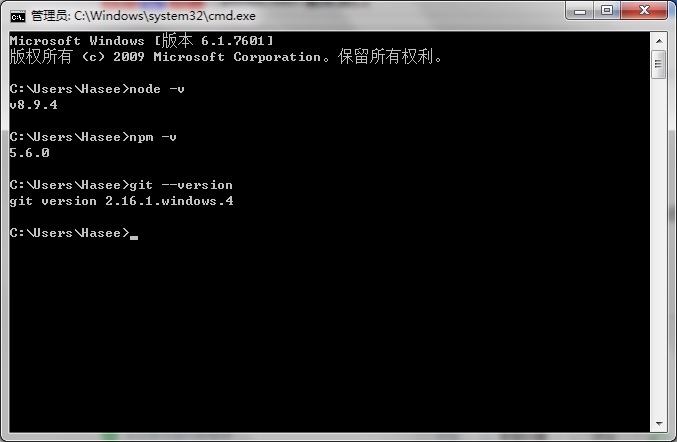 管理员: C:\Windows\system32\cmd.exe
Microsoft Windows [版本 6.1.7601]
版权所有 (c) 2009 Microsoft Corporation。保留所有权利。
C:\Users\Hasee>node -v
v8.9.4
C:\Users\Hasee>npm -v
5.6.0
C:\Users\Hasee>git --version
git version 2.16.1.windows.4
C:\Users\Hasee>